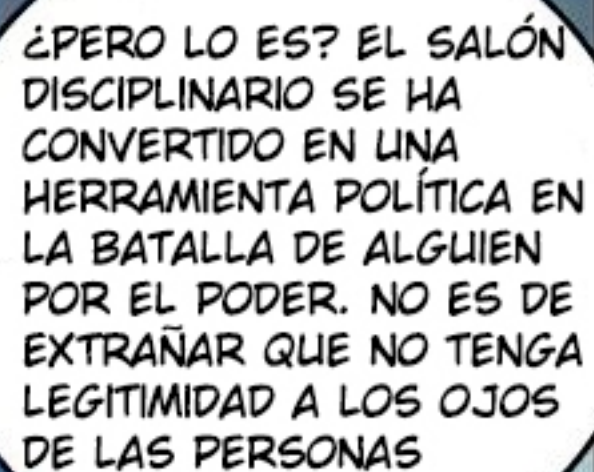 ¿PERO LO ES? EL SALÓN
DISCIPLINARIO SE HA
CONVERTIDO EN UNA
HERRAMIENTA POLÍTICA EN
LA BATALLA DE ALGUIEN
POR EL PODER. NO ES DE
EXTRAÑAR QUE NO TENGA
LEGITIMIDAD A LOS OJOS
DE LAS PERSONAS